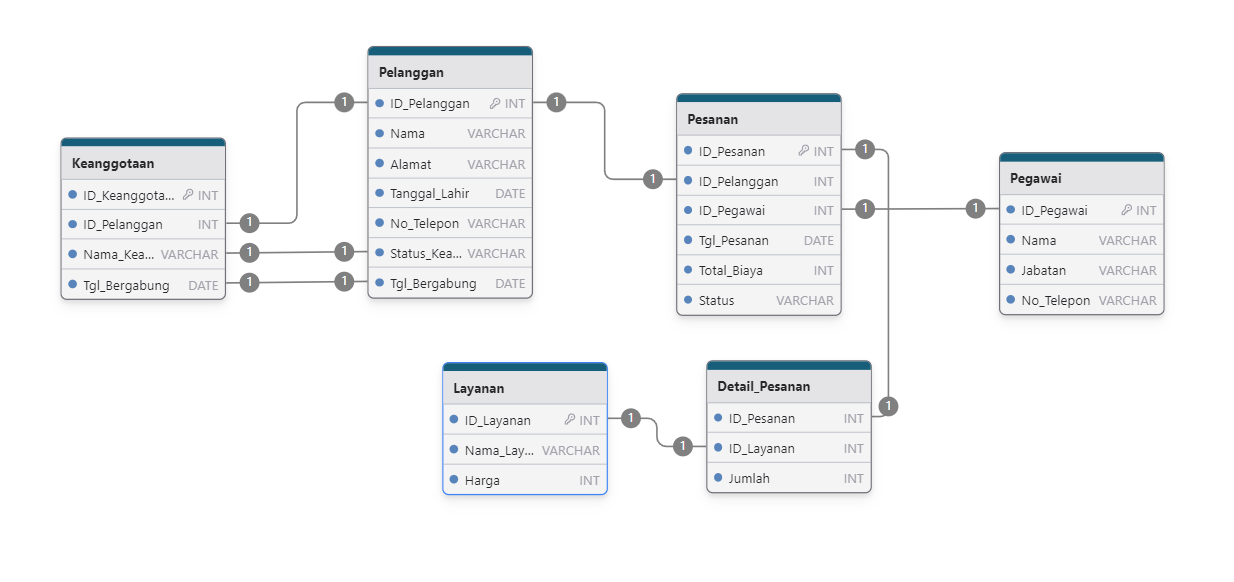 Keanggotaan
ID_Keanggota... INT
ID_Pelanggan INT
Nama_Kea... VARCHAR
Tgl_Bergabung DATE
1
1
1
Pelanggan
ID_Pelanggan INT
Nama VARCHAR
Alamat VARCHAR
Tanggal_Lahir DATE
No_Telepon VARCHAR
Status_Kea... VARCHAR
Tgl_Bergabung DATE
1
1
1
1
1
Pesanan
ID_Pesanan INT
ID_Pelanggan INT
ID_Pegawai INT
Tgl_Pesanan DATE
Total_Biaya INT
Status VARCHAR
1
1
1
Pegawai
ID_Pegawai INT
Nama VARCHAR
Jabatan VARCHAR
No_Telepon VARCHAR
Layanan
ID_Layanan INT
Nama_Lay... VARCHAR
Harga INT
1
1
Detail_Pesanan
ID_Pesanan INT
ID_Layanan INT
Jumlah INT
1